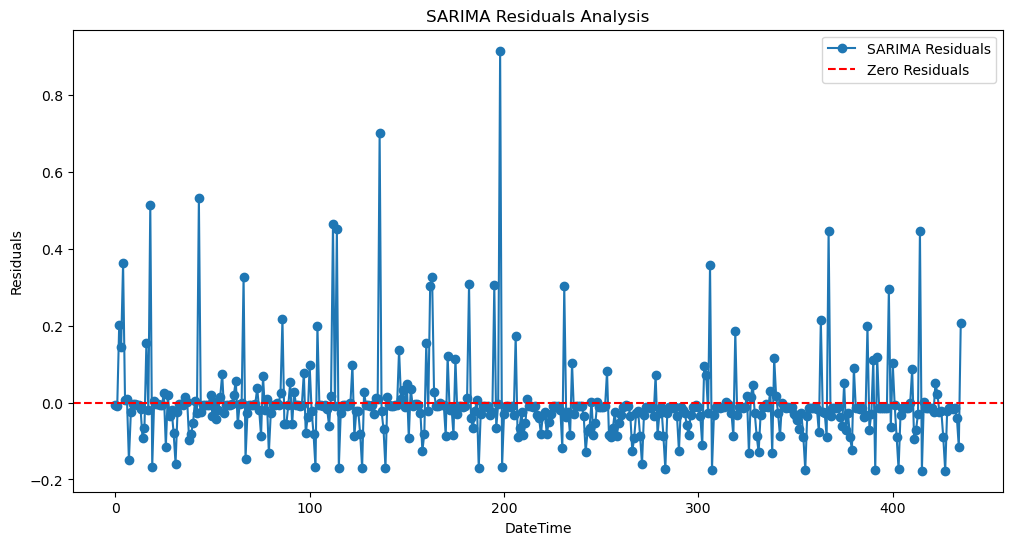 SARIMA Residuals Analysis
SARIMA Residuals
Zero Residuals
Residuals
0.8
0.6
0.4
0.2
0.0
−0.2
0 100 200 300 400
DateTime